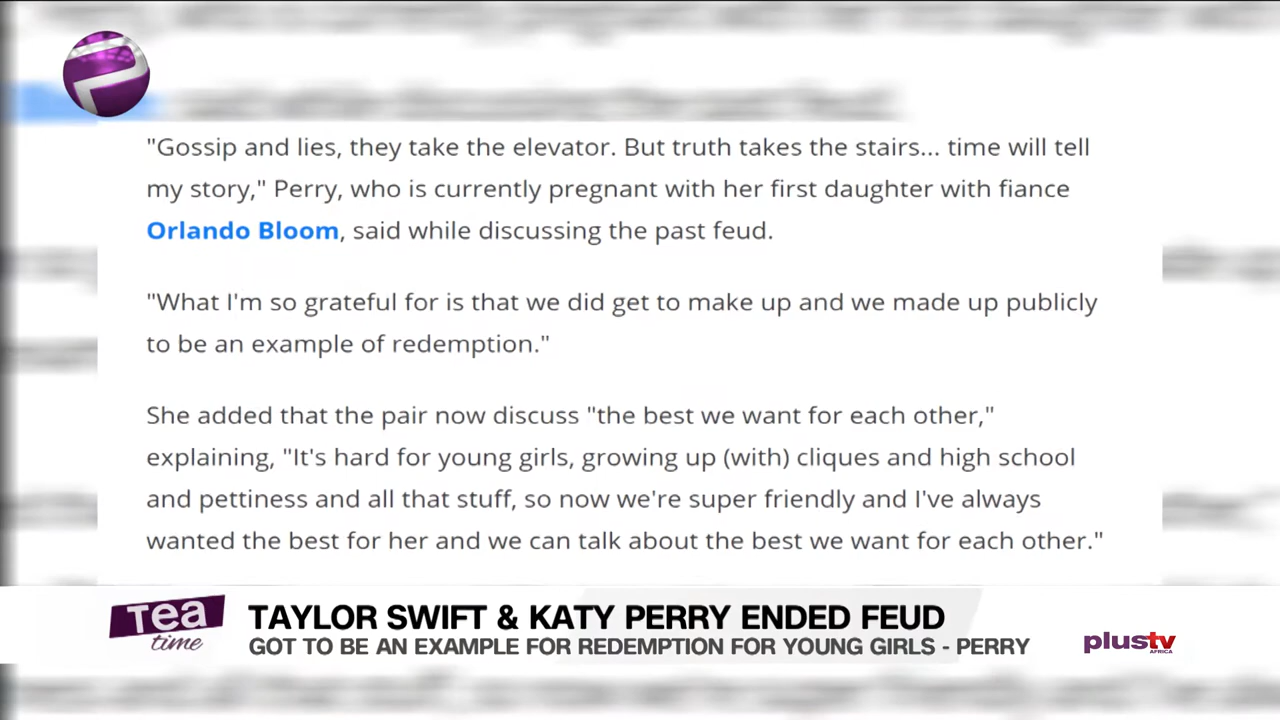 "Gossip and lies, they take the elevator. But truth takes the stairs... time will tell
my story," Perry, who is currently pregnant with her first daughter with fiance
Orlando Bloom, said while discussing the past feud.
"What I'm so grateful for is that we did get to make up and we made up publicly
to be an example of redemption."
She added that the pair now discuss "the best we want for each other,"
explaining, "It's hard for young girls, growing up (with) cliques and high school
and pettiness and all that stuff, so now we're super friendly and I've always
wanted the best for her and we can talk about the best we want for each other."
Tea
time
TAYLOR SWIFT & KATY PERRY ENDED FEUD
GOT TO BE AN EXAMPLE FOR REDEMPTION FOR YOUNG GIRLS - PERRY
plustv
AFRICA